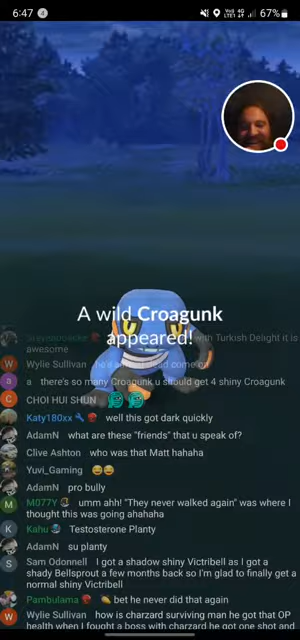 6:47
67%
A wild Croagunk
appeared!
with Turkish Delight it is
awesome
Wylie Sullivan he's already dead come on
a there's so many Croagunk u should get 4 shiny Croagunk
CHOI HUI SHUN
Katy180xx well this got dark quickly
AdamN what are these "friends" that u speak of?
Clive Ashton who was that Matt hahaha
Yuvi_Gaming
AdamN pro bully
M077Y umm ahh! "They never walked again" was where I
thought this was going ahahaha
Kahu Testosterone Planty
AdamN su planty
Sam Odonnell I got a shadow shiny Victribell as I got a
shady Bellsprout a few months back so I'm glad to finally get a
normal shiny Victribell
Pambulama bet he never did that again
Wylie Sullivan how is charzard surviving man he got that OP
health when I fought a boss with charzard he got one shot and